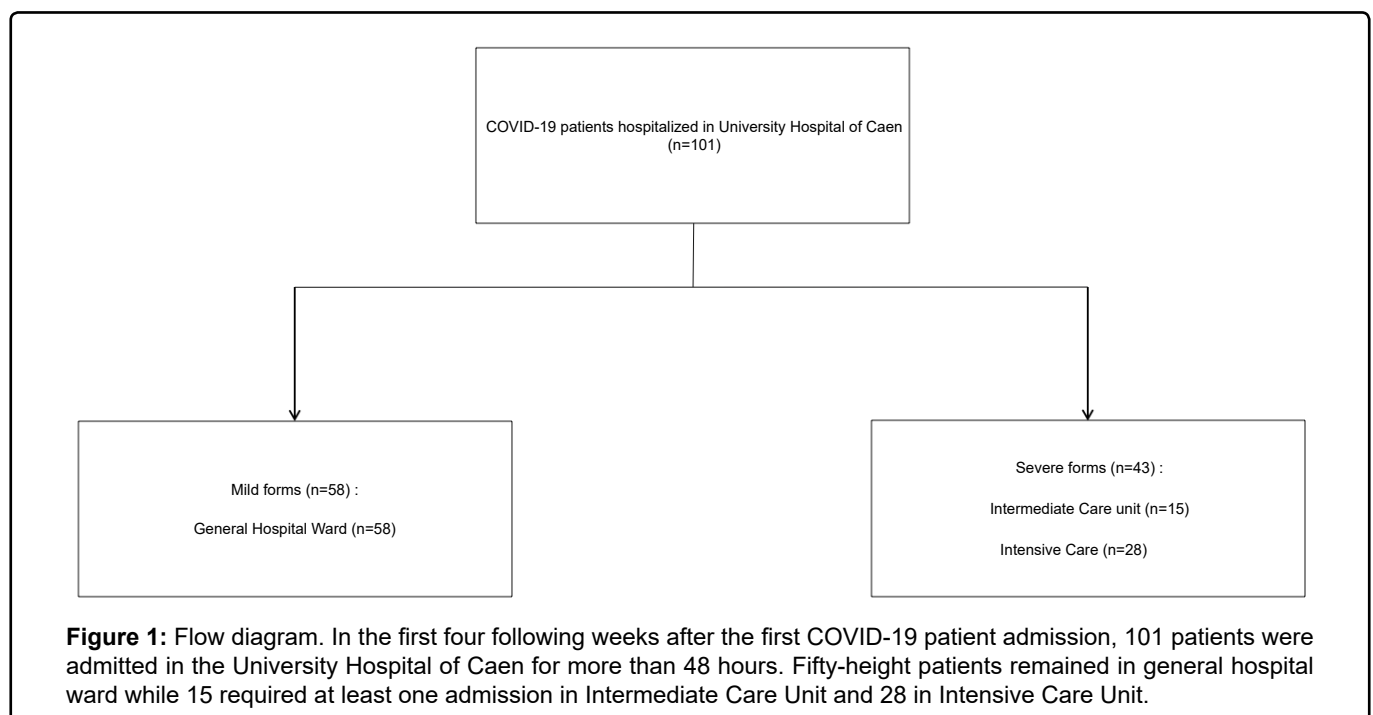 COVID-19 patients hospitalized in University Hospital of Caen
(n=101)
Mild forms (n=58) :
General Hospital Ward (n=58)
Severe forms (n=43) :
Intermediate Care unit (n=15)
Intensive Care (n=28)
Figure 1: Flow diagram. In the first four following weeks after the first COVID-19 patient admission, 101 patients were
admitted in the University Hospital of Caen for more than 48 hours. Fifty-height patients remained in general hospital
ward while 15 required at least one admission in Intermediate Care Unit and 28 in Intensive Care Unit.